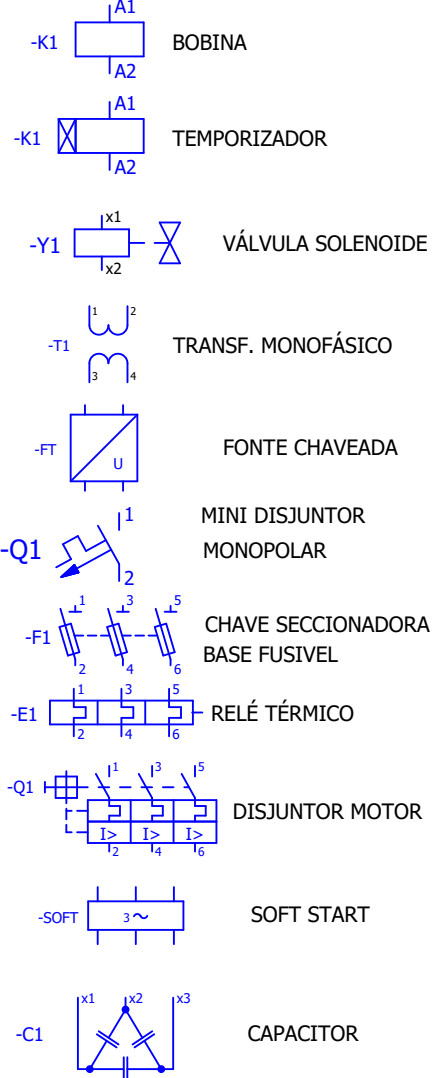 A1
-K1 BOBINA
A2
A1
-K1 TEMPORIZADOR
A2
x1
-Y1 VÁLVULA SOLENOIDE
x2
1 2
-T1 TRANSF. MONOFÁSICO
3 4
-FT U FONTE CHAVEADA
1 MINI DISJUNTOR
-Q1 MONOPOLAR
2
1 3 5
-F1 CHAVE SECCIONADORA
2 4 6 BASE FUSIVEL
1 3 5
-E1 RELÉ TÉRMICO
2 4 6
1 3 5
-Q1 DISJUNTOR MOTOR
I> I> I>
2 4 6
-SOFT 3~ SOFT START
x1 x2 x3
-C1 CAPACITOR